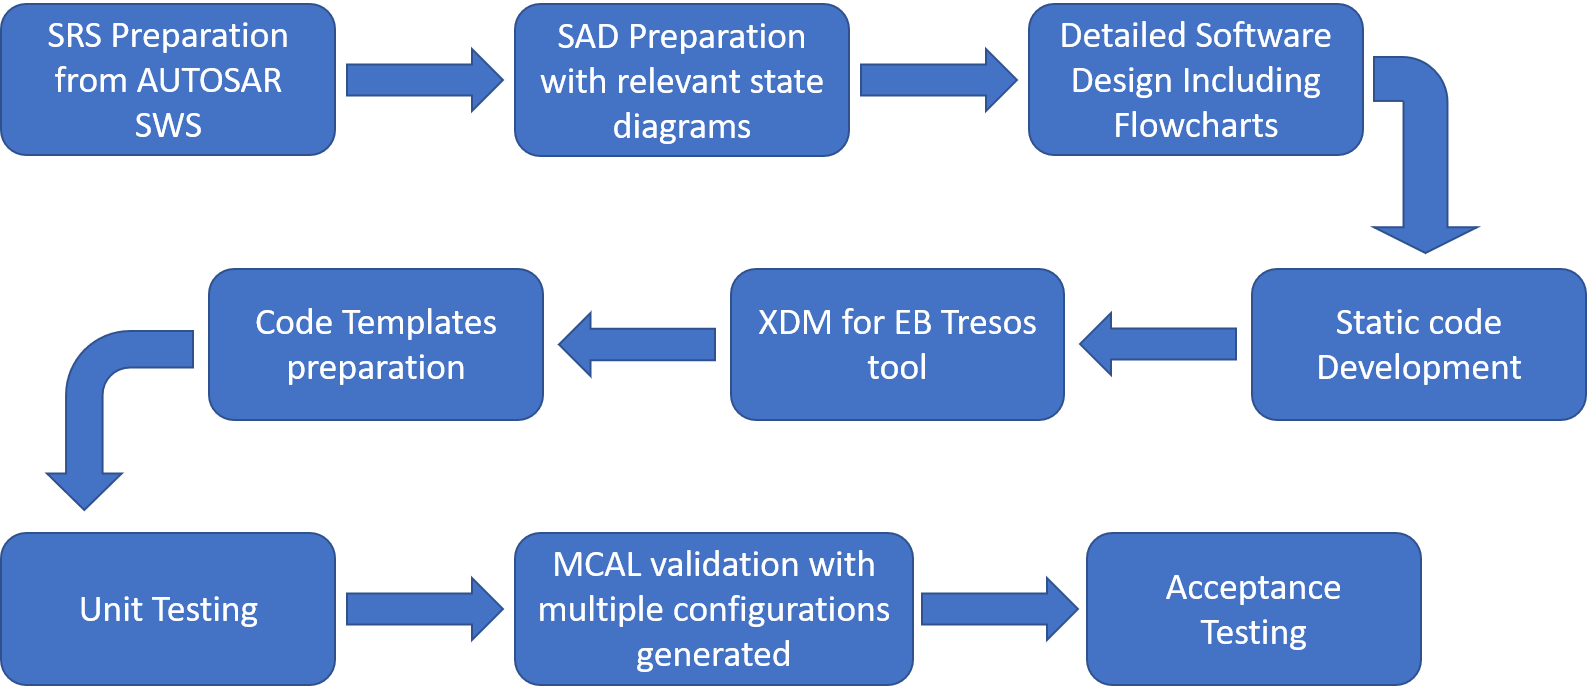 SRS Preparation
from AUTOSAR
SWS
SAD Preparation
with relevant state
diagrams
Detailed Software
Design Including
Flowcharts
Static code
Development
XDM for EB Tresos
tool
Code Templates
preparation
Unit Testing
MCAL validation with
multiple configurations
generated
Acceptance
Testing